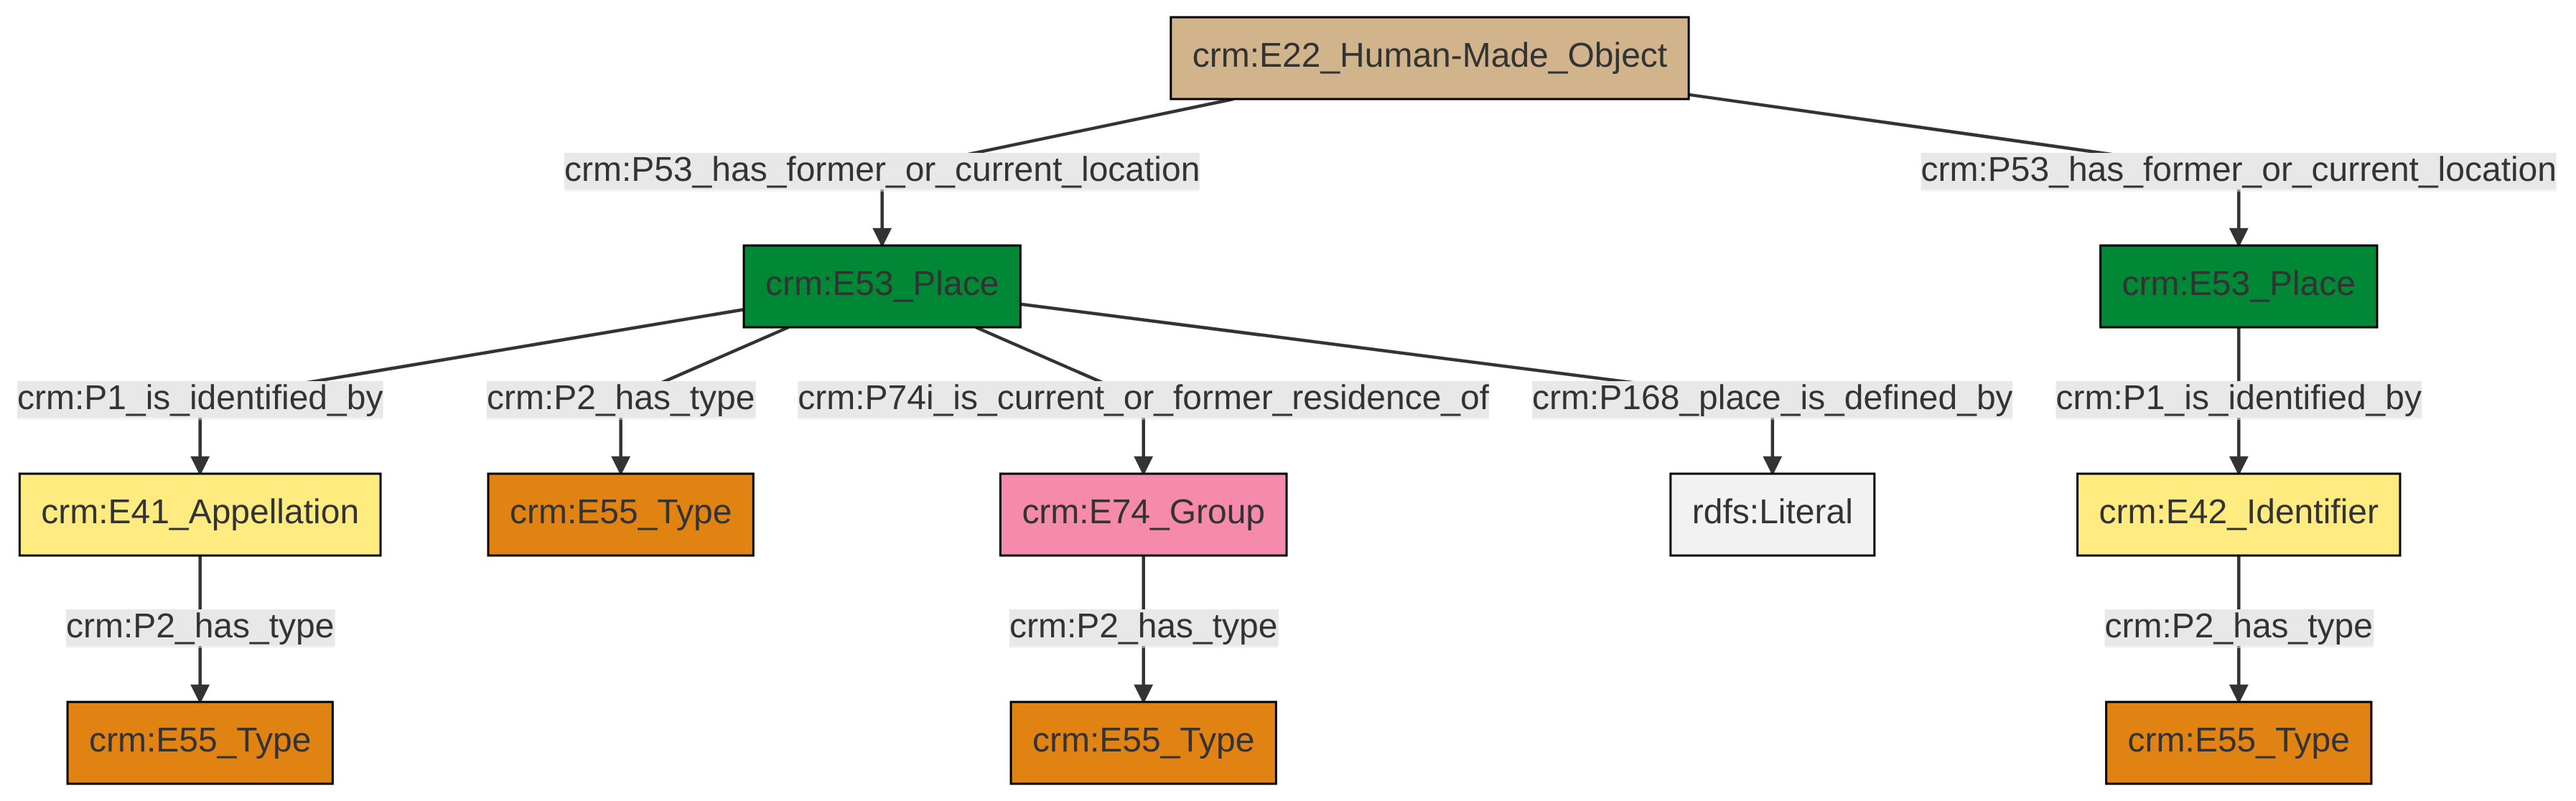 crm:E22_Human-Made_Object
crm:P53_has_former_or_current_location
crm:P53_has_former_or_current_location
crm:E53_Place
crm:E53_Place
crm:P1_is_identified_by
crm:P2_has_type
crm:P74i_is_current_or_former_residence_of
crm:P168_place_is_defined_by
crm:P1_is_identified_by
crm:E41_Appellation
crm:E55_Type
crm:E74_Group
rdfs:Literal
crm:E42_Identifier
crm:P2_has_type
crm:P2_has_type
crm:P2_has_type
crm:E55_Type
crm:E55_Type
crm:E55_Type